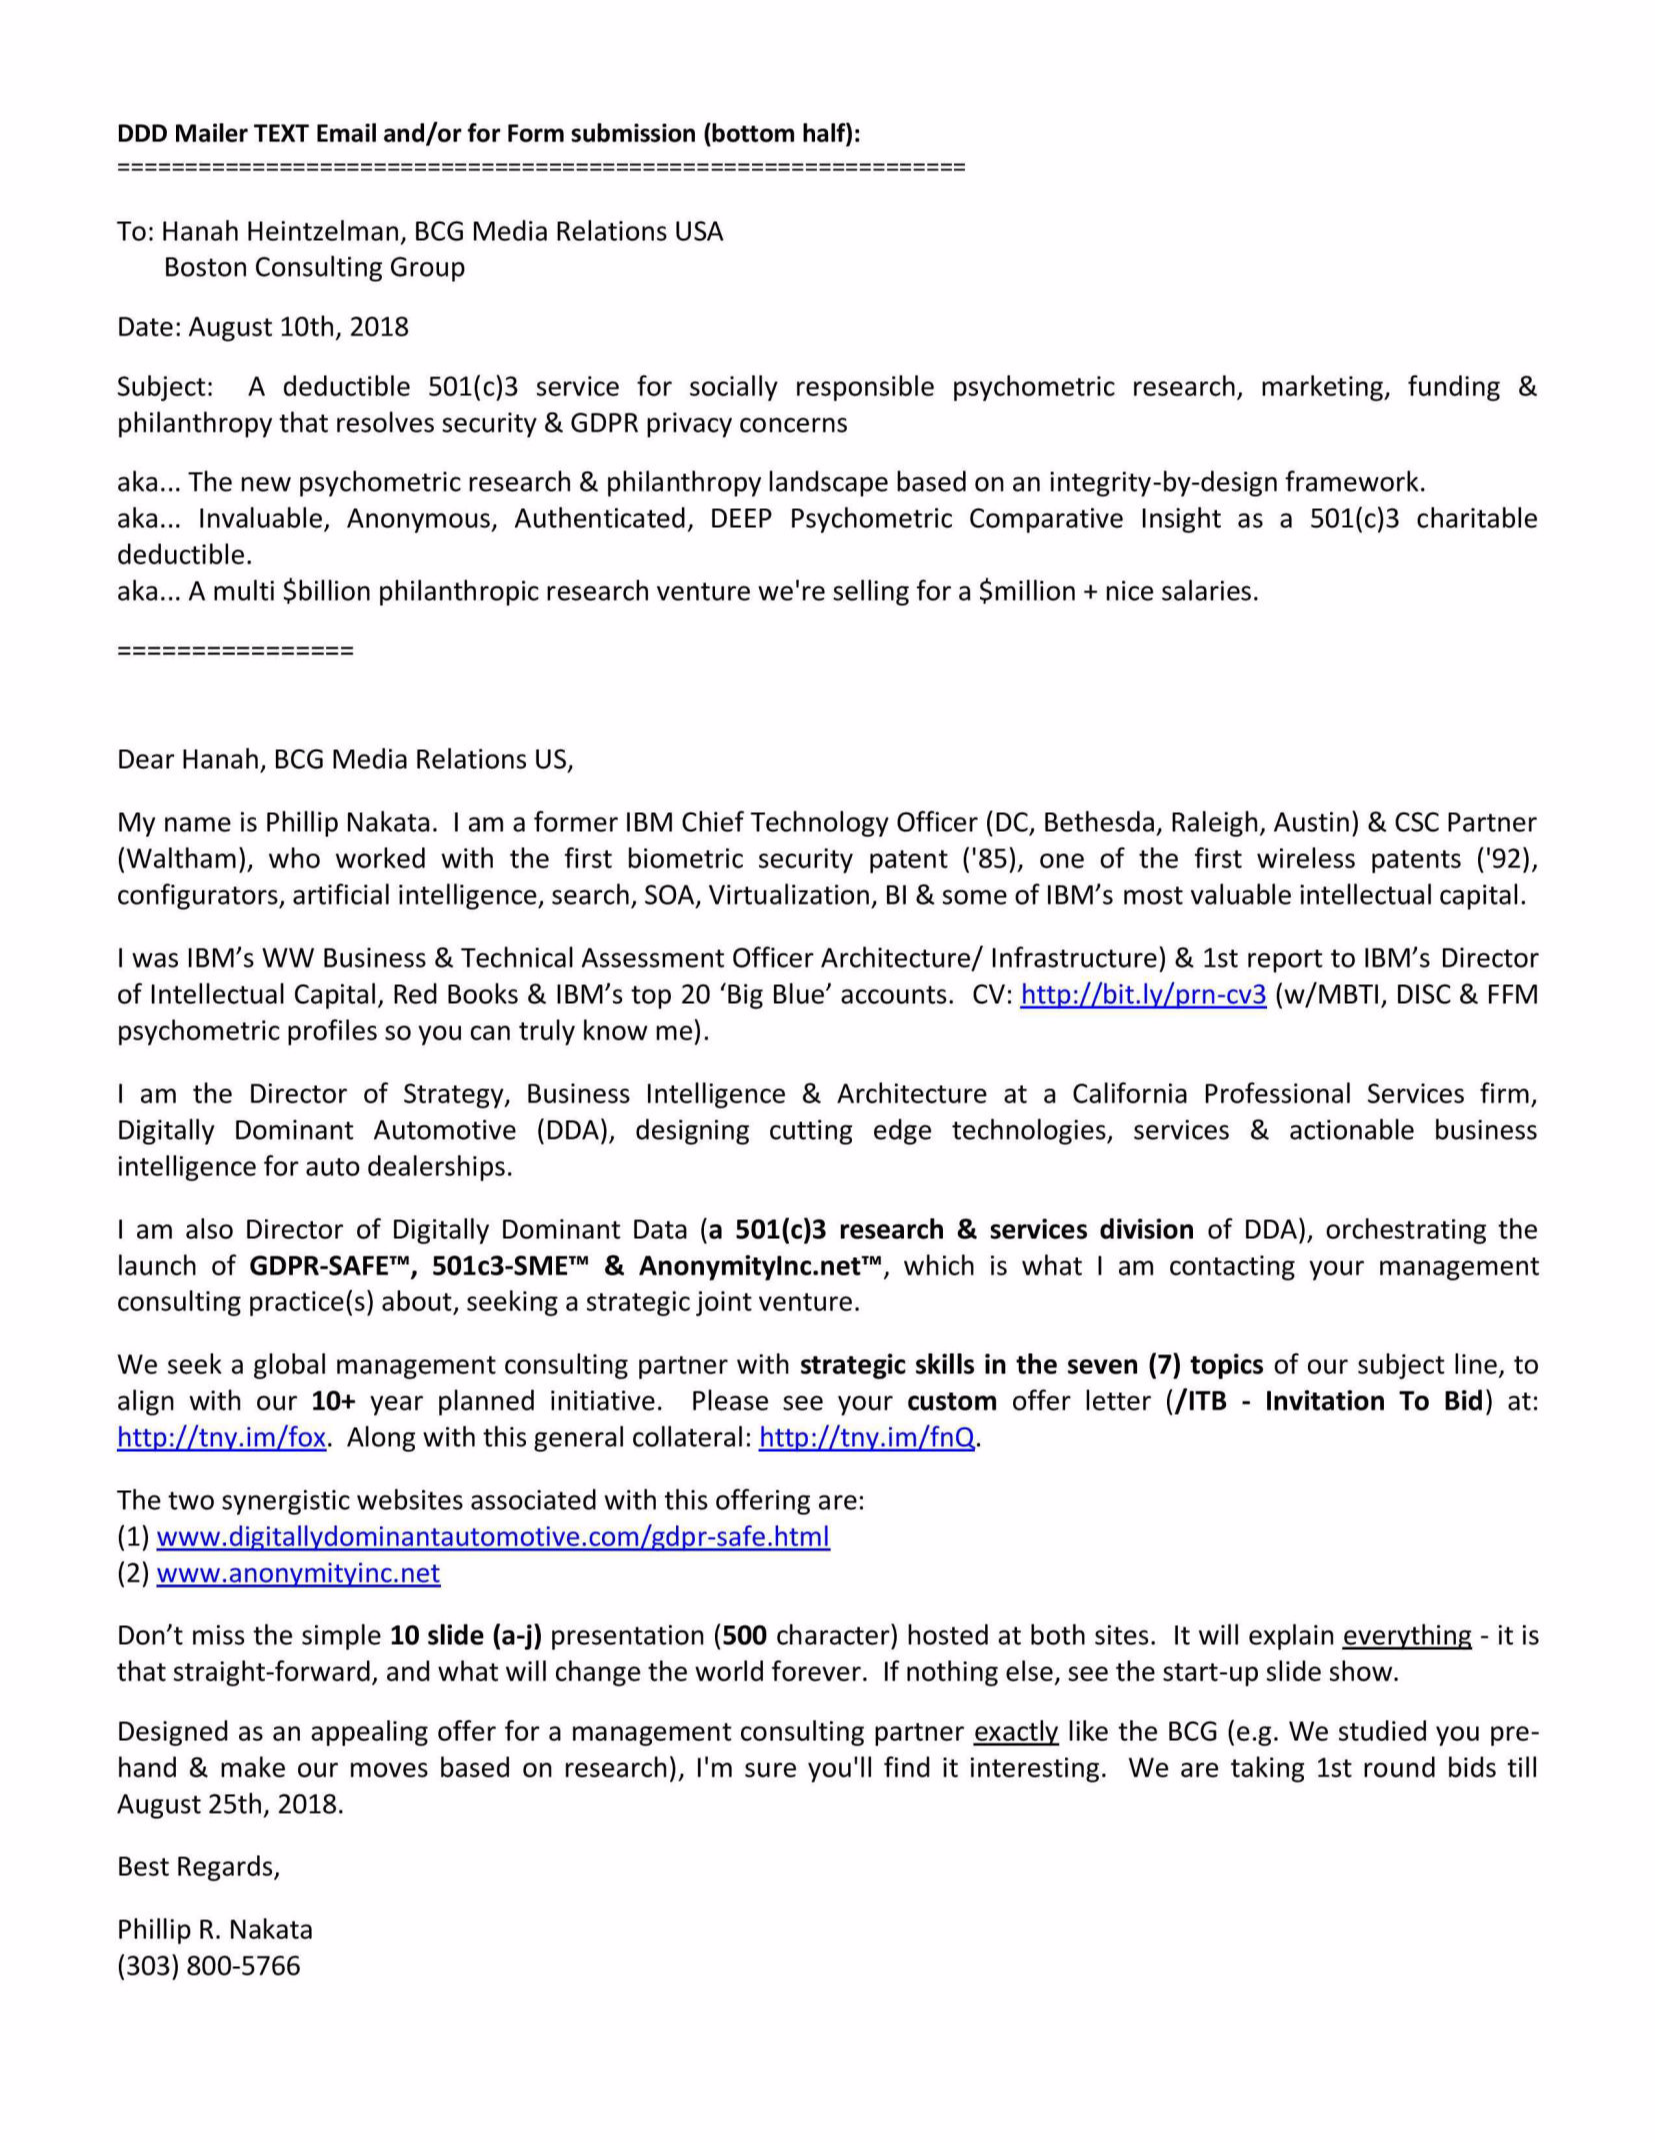 DDD Mailer TEXT Email and/or for Form submission (bottom half):
===============================================================
To: Hanah Heintzelman, BCG Media Relations USA
Boston Consulting Group
Date: August 10th, 2018
Subject: A deductible 501(c)3 service for socially responsible psychometric research, marketing, funding &
philanthropy that resolves security & GDPR privacy concerns
aka... The new psychometric research & philanthropy landscape based on an integrity-by-design framework.
aka... Invaluable, Anonymous, Authenticated, DEEP Psychometric Comparative Insight as a 501(c)3 charitable
deductible.
aka... A multi $billion philanthropic research venture we're selling for a $million + nice salaries.
================
Dear Hanah, BCG Media Relations US,
My name is Phillip Nakata. I am a former IBM Chief Technology Officer (DC, Bethesda, Raleigh, Austin) & CSC Partner
(Waltham), who worked with the first biometric security patent ('85), one of the first wireless patents ('92),
configurators, artificial intelligence, search, SOA, Virtualization, BI & some of IBM’s most valuable intellectual capital.
I was IBM’s WW Business & Technical Assessment Officer Architecture/ Infrastructure) & 1st report to IBM’s Director
of Intellectual Capital, Red Books & IBM’s top 20 ‘Big Blue’ accounts. CV: http://bit.ly/prn-cv3 (w/MBTI, DISC & FFM
psychometric profiles so you can truly know me).
I am the Director of Strategy, Business Intelligence & Architecture at a California Professional Services firm,
Digitally Dominant Automotive (DDA), designing cutting edge technologies, services & actionable business
intelligence for auto dealerships.
I am also Director of Digitally Dominant Data (a 501(c)3 research & services division of DDA), orchestrating the
launch of GDPR-SAFE™, 501c3-SME™ & AnonymityInc.net™, which is what I am contacting your management
consulting practice(s) about, seeking a strategic joint venture.
We seek a global management consulting partner with strategic skills in the seven (7) topics of our subject line, to
align with our 10+ year planned initiative. Please see your custom offer letter (/ITB - Invitation To Bid) at:
http://tny.im/fox. Along with this general collateral: http://tny.im/fnQ.
The two synergistic websites associated with this offering are:
(1) www.digitallydominantautomotive.com/gdpr-safe.html
(2) www.anonymityinc.net
Don’t miss the simple 10 slide (a-j) presentation (500 character) hosted at both sites. It will explain everything - it is
that straight-forward, and what will change the world forever. If nothing else, see the start-up slide show.
Designed as an appealing offer for a management consulting partner exactly like the BCG (e.g. We studied you pre-
hand & make our moves based on research), I'm sure you'll find it interesting. We are taking 1st round bids till
August 25th, 2018.
Best Regards,
Phillip R. Nakata
(303) 800-5766